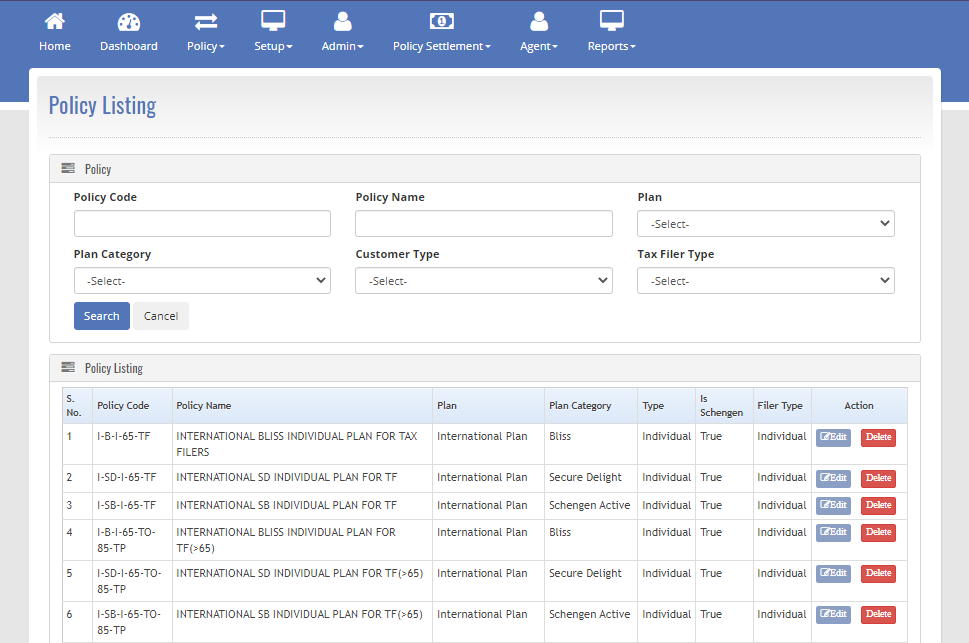 Home Dashboard Policy Setup Admin Policy Settlement Agent Reports
Policy Listing
Policy
Policy Code Policy Name Plan
-Select-
Plan Category Customer Type Tax Filer Type
-Select- -Select- -Select-
Search Cancel
Policy Listing
S. No. Policy Code Policy Name Plan Plan Category Type Is Schengen Filer Type Action
1 I-B-I-65-TF INTERNATIONAL BLISS INDIVIDUAL PLAN FOR TAX FILERS International Plan Bliss Individual True Individual Edit Delete
2 I-SD-I-65-TF INTERNATIONAL SD INDIVIDUAL PLAN FOR TF International Plan Secure Delight Individual True Individual Edit Delete
3 I-SB-I-65-TF INTERNATIONAL SB INDIVIDUAL PLAN FOR TF International Plan Schengen Active Individual True Individual Edit Delete
4 I-B-I-65-TO-85-TP INTERNATIONAL BLISS INDIVIDUAL PLAN FOR TF(>65) International Plan Bliss Individual True Individual Edit Delete
5 I-SD-I-65-TO-85-TP INTERNATIONAL SD INDIVIDUAL PLAN FOR TF(>65) International Plan Secure Delight Individual True Individual Edit Delete
6 I-SB-I-65-TO-85-TP INTERNATIONAL SB INDIVIDUAL PLAN FOR TF(>65) International Plan Schengen Active Individual True Individual Edit Delete